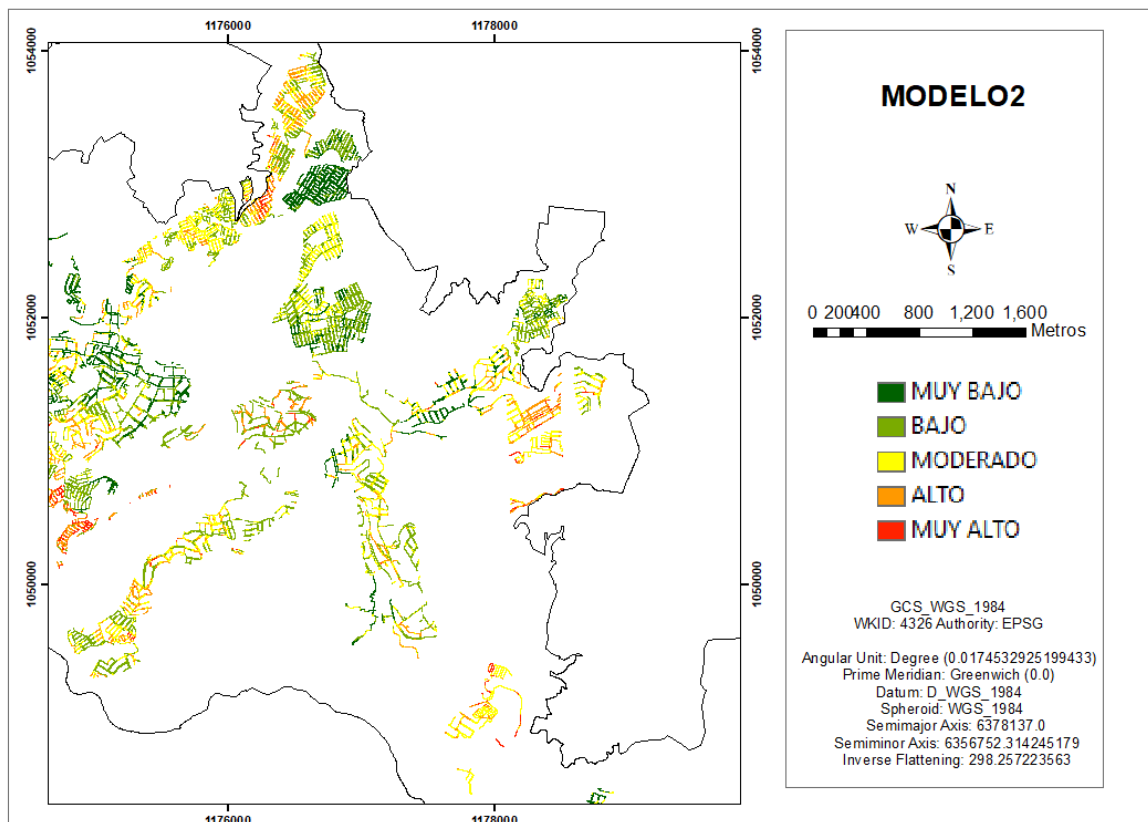 1176000 1178000
1054000 1054000
1052000 1052000
1050000 1050000
1176000 1178000
MODELO2
N
W E
S
0 200400 800 1,200 1,600
Metros
MUY BAJO
BAJO
MODERADO
ALTO
MUY ALTO
GCS_WGS_1984
WKID: 4326 Authority: EPSG
Angular Unit: Degree (0.0174532925199433)
Prime Meridian: Greenwich (0.0)
Datum: D_WGS_1984
Spheroid: WGS_1984
Semimajor Axis: 6378137.0
Semiminor Axis: 6356752.314245179
Inverse Flattening: 298.257223563